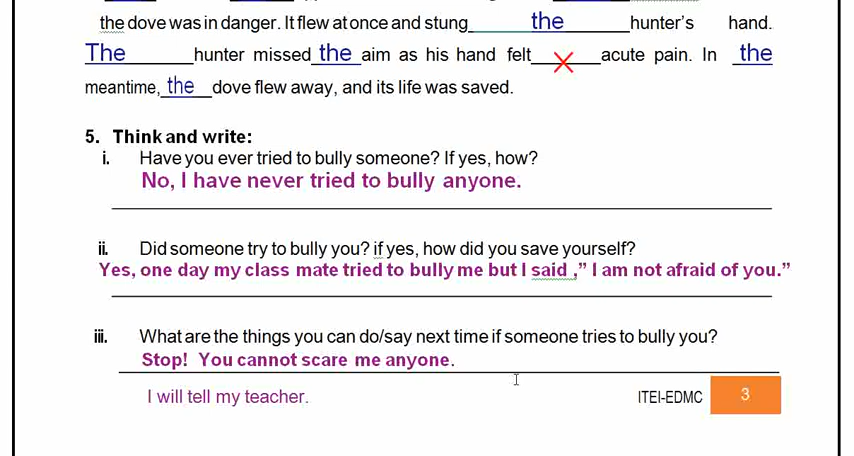 the dove was in danger. It flew at once and stung the hunter's hand.
The hunter missed the aim as his hand felt acute pain. In the
meantime, the dove flew away, and its life was saved.
5. Think and write:
i. Have you ever tried to bully someone? If yes, how?
No, I have never tried to bully anyone.
ii. Did someone try to bully you? if yes, how did you save yourself?
Yes, one day my class mate tried to bully me but I said ,” I am not afraid of you.”
iii. What are the things you can do/say next time if someone tries to bully you?
Stop! You cannot scare me anyone.
I will tell my teacher.
ITEI-EDMC 3